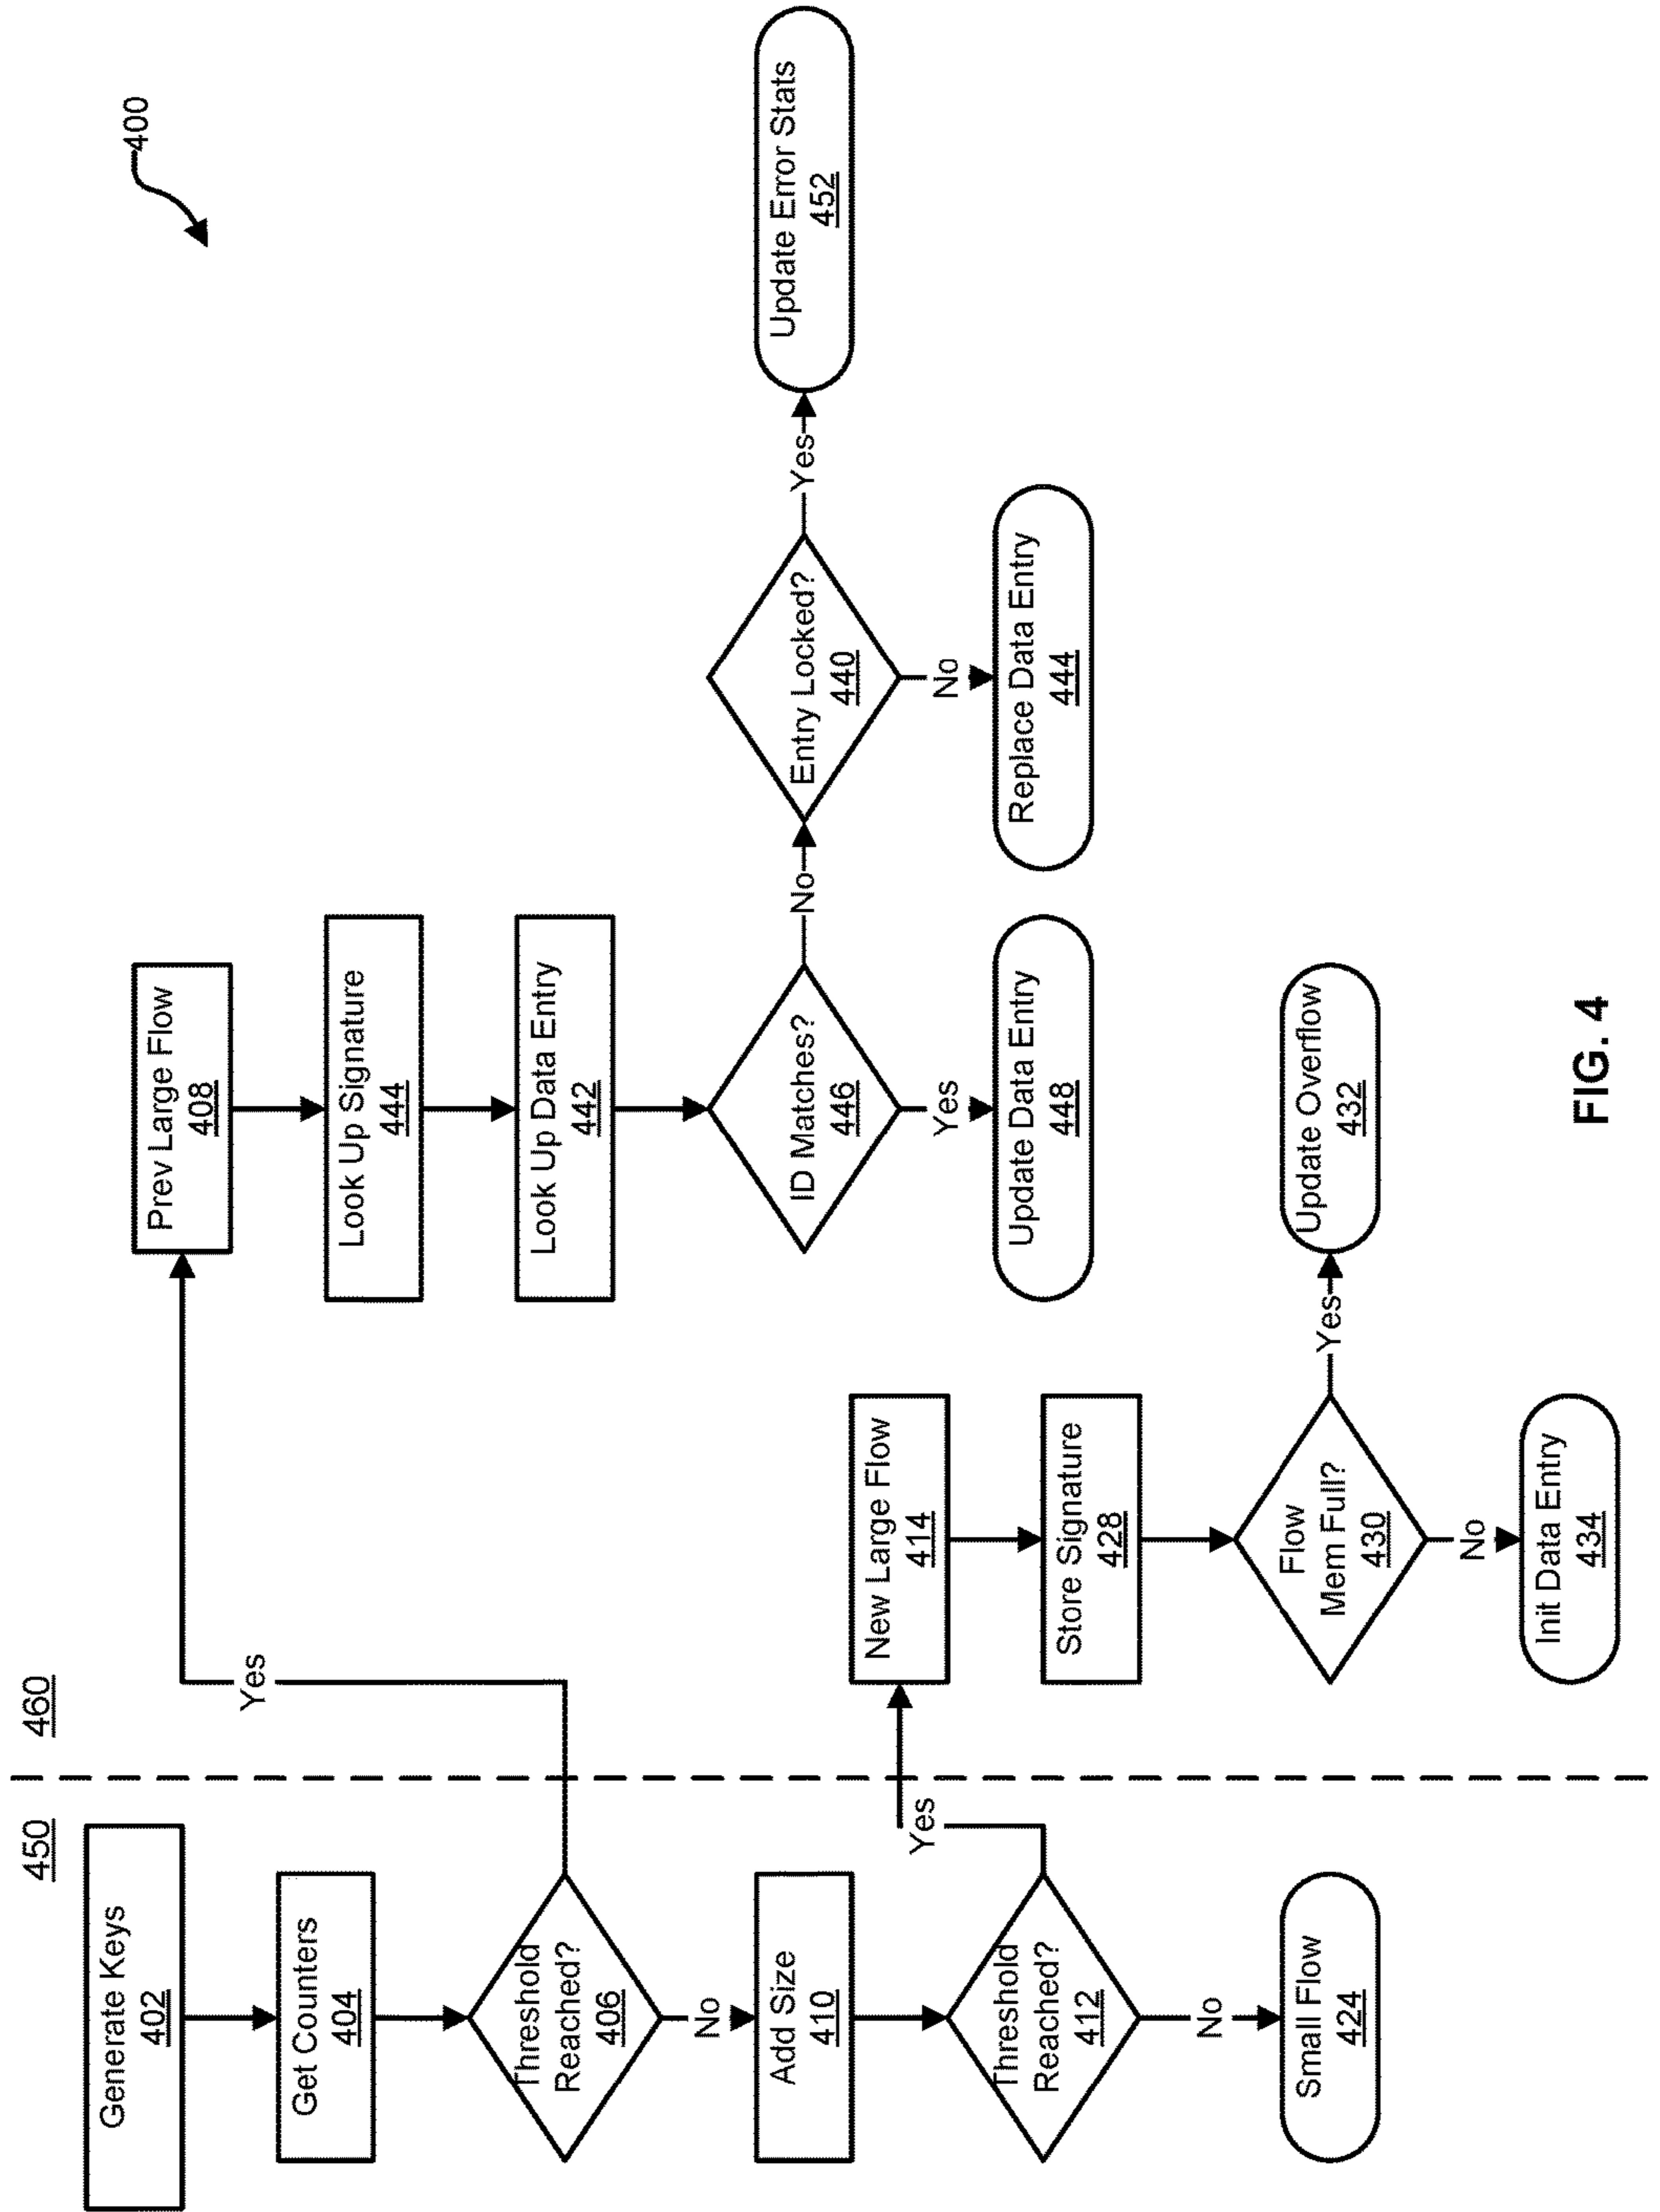 400
450
460
Generate Keys
402
Get Counters
404
Threshold
Reached?
406
Yes
No
Add Size
410
Threshold
Reached?
412
Yes
No
Small Flow
424
Prev Large Flow
408
Look Up Signature
444
Look Up Data Entry
442
ID Matches?
446
No
Yes
Update Data Entry
448
Entry Locked?
440
Yes
No
Update Error Stats
452
Replace Data Entry
444
New Large Flow
414
Store Signature
428
Flow
Mem Full?
430
Yes
No
Update Overflow
432
Init Data Entry
434
FIG. 4